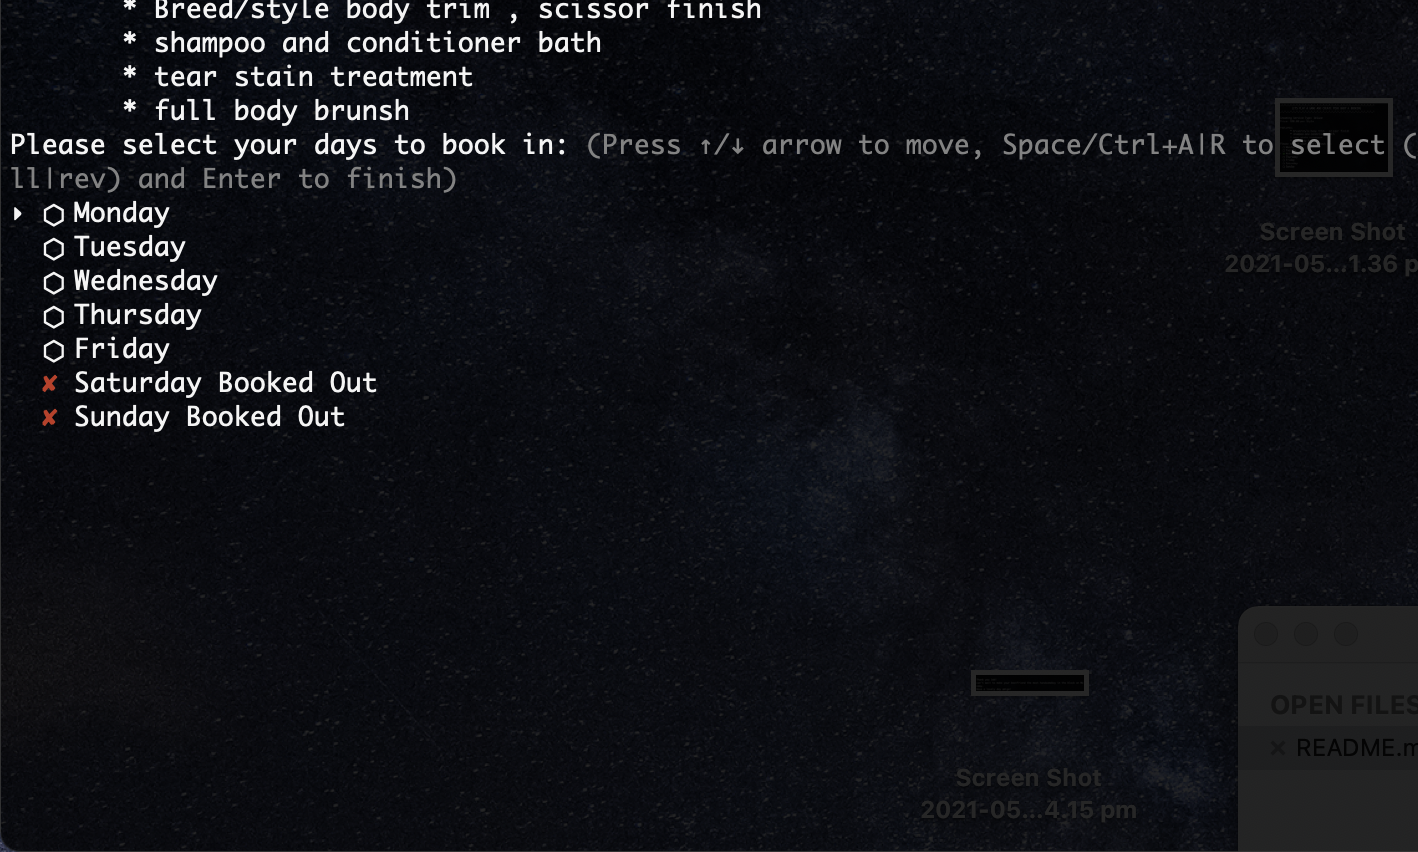 * Breed/style body trim , scissor finish
* shampoo and conditioner bath
* tear stain treatment
* full body brunsh
Please select your days to book in: (Press ↑/↓ arrow to move, Space/Ctrl+A|R to select (
ll|rev) and Enter to finish)
‣ ⬡ Monday
⬡ Tuesday
⬡ Wednesday
⬡ Thursday
⬡ Friday
✘ Saturday Booked Out
✘ Sunday Booked Out
Screen Shot
2021-05...1.36 p
OPEN FILES
× README.m
Screen Shot
2021-05...4.15 pm